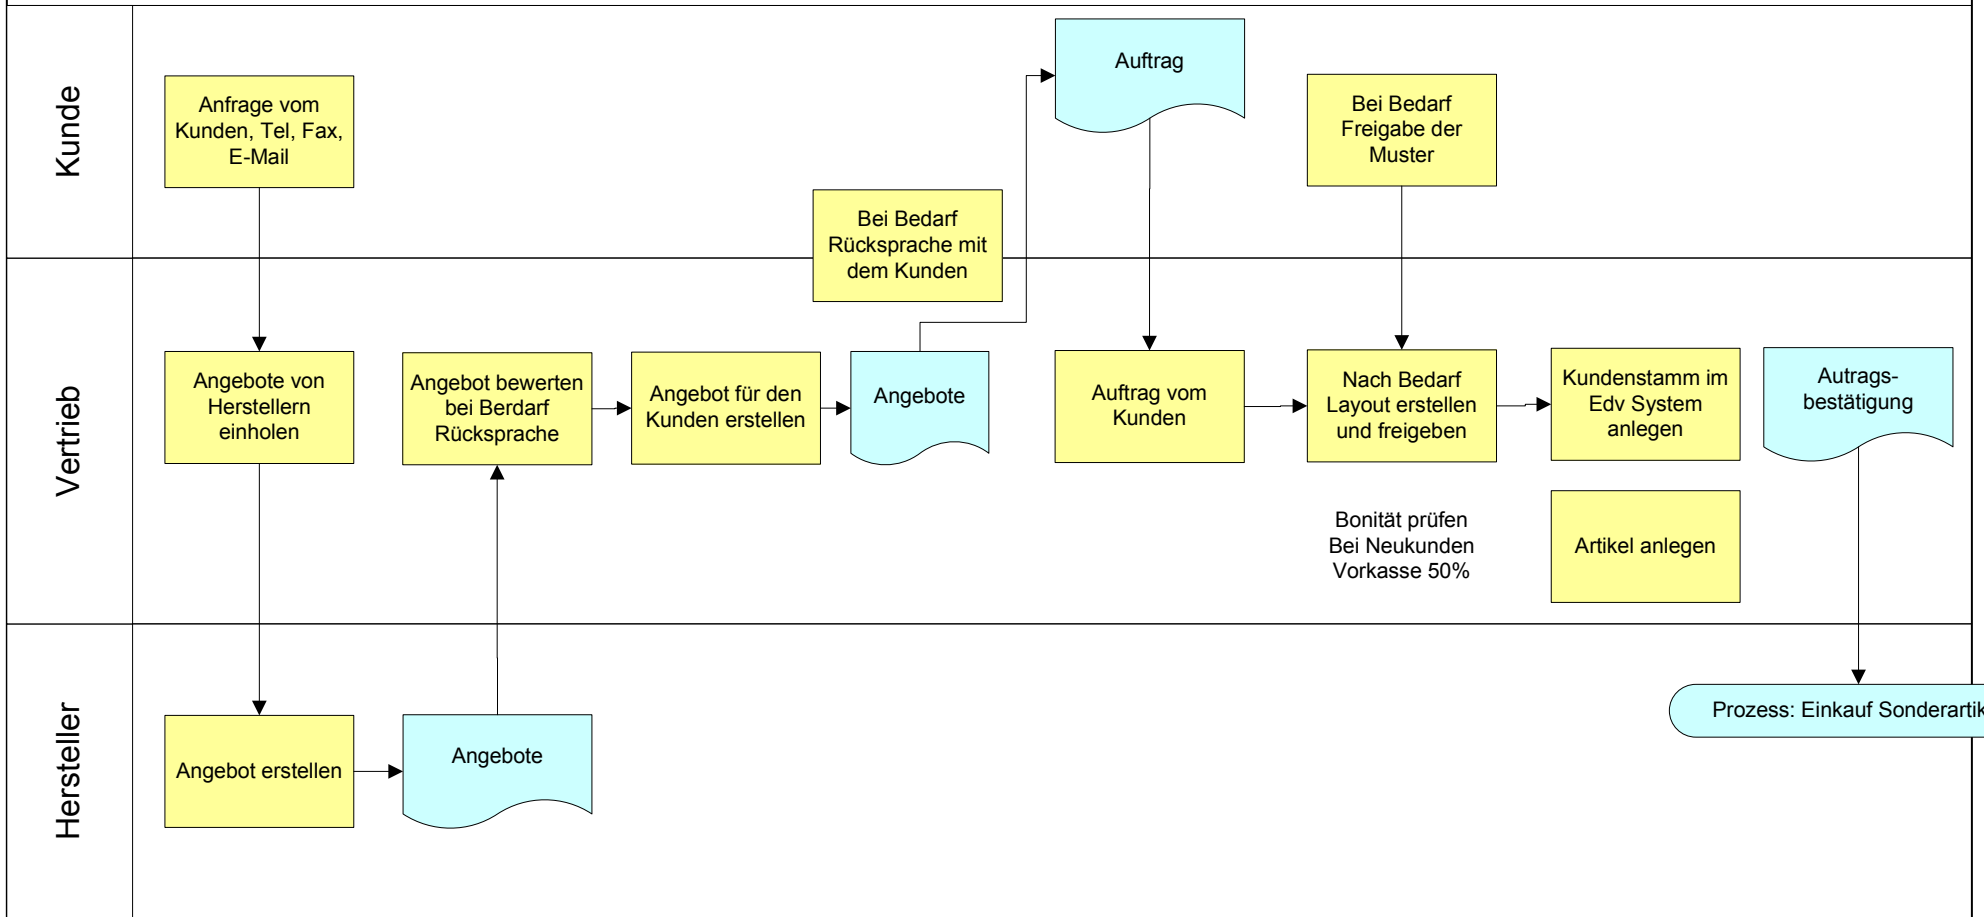 Kunde
Anfrage vom
Kunden, Tel, Fax,
E-Mail
Bei Bedarf
Rücksprache mit
dem Kunden
Auftrag
Bei Bedarf
Freigabe der
Muster
Vertrieb
Angebote von
Herstellern
einholen
Angebot bewerten
bei Berdarf
Rücksprache
Angebot für den
Kunden erstellen
Angebote
Auftrag vom
Kunden
Nach Bedarf
Layout erstellen
und freigeben
Kundenstamm im
Edv System
anlegen
Autrags-
bestätigung
Bonität prüfen
Bei Neukunden
Vorkasse 50%
Artikel anlegen
Hersteller
Angebot erstellen
Angebote
Prozess: Einkauf Sonderartik